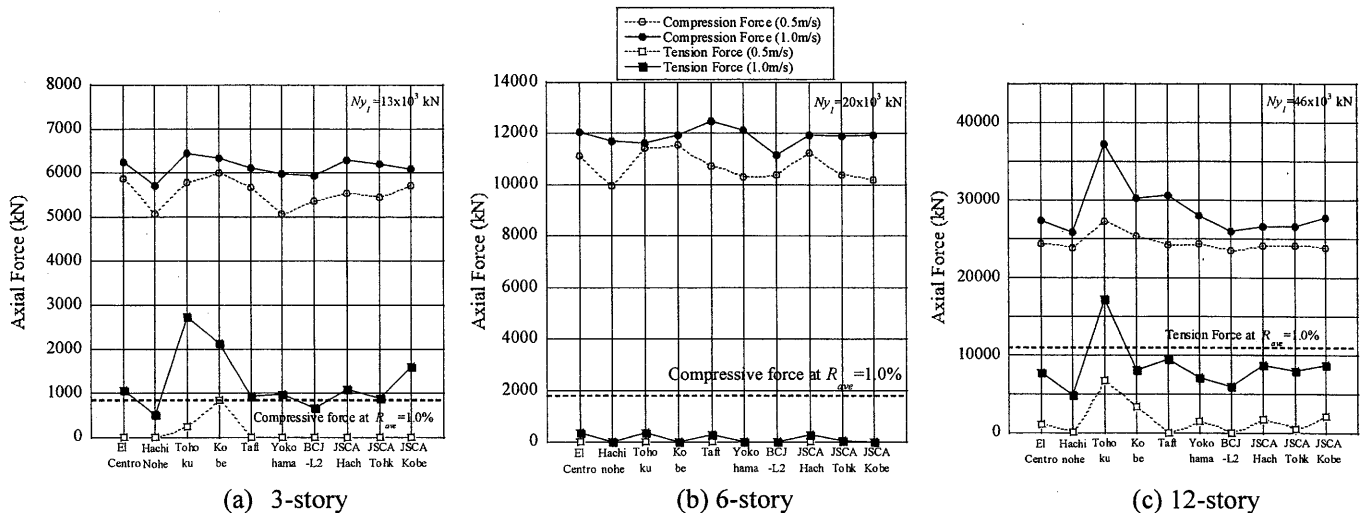 Compression Force (0.5m/s)
Compression Force (1.0m/s)
Tension Force (0.5m/s)
Tension Force (1.0m/s)
Axial Force (kN)
8000
7000
6000
5000
4000
3000
2000
1000
0
Ny₁ =13x10³ kN
Compressive force at R_ave =1.0%
El Hachi Toho Ko Taft Yoko BCJ JSCA JSCA JSCA
Centro Nohe ku be hama -L2 Hach Tohk Kobe
(a) 3-story
Axial Force (kN)
14000
12000
10000
8000
6000
4000
2000
0
Ny₁=20x10³ kN
Compressive force at R_ave =1.0%
El Hachi Toho Ko Taft Yoko BCJ JSCA JSCA JSCA
Centro nohe ku be hama -L2 Hach Tohk Kobe
(b) 6-story
Axial Force (kN)
40000
30000
20000
10000
0
Ny₁=46x10³ kN
Tension Force at R_ave =1.0%
El Hachi Toho Ko Taft Yoko BCJ JSCA JSCA JSCA
Centro nohe ku be hama -L2 Hach Tohk Kobe
(c) 12-story